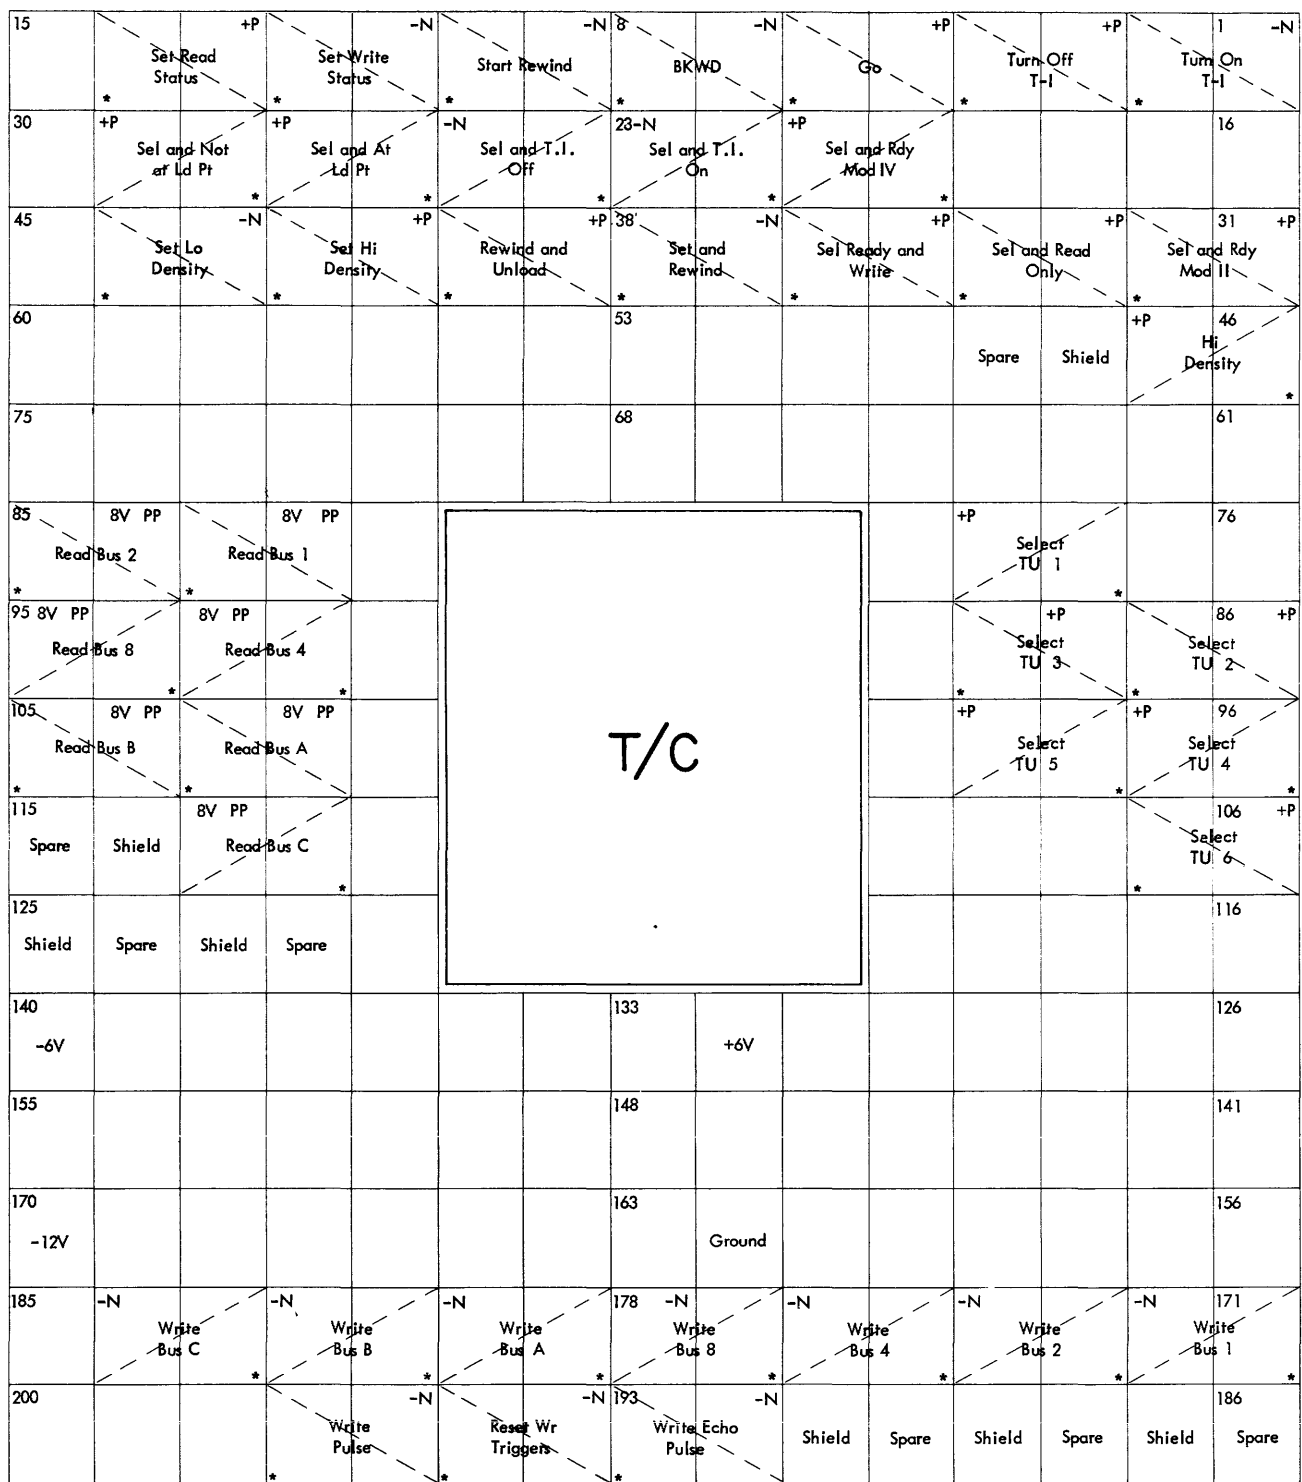 15 +P -N -N 8 -N +P +P 1 -N
Set Read Set Write Start Rewind BKWD Go Turn Off Turn On
Status Status T-I T-I
* * * * * * *
30 +P +P -N 23-N +P 16
Sel and Not Sel and At Sel and T.I. Sel and T.I. Sel and Rdy
at Ld Pt Ld Pt Off On Mod IV
* * * * *
45 -N +P +P 38 -N +P +P 31 +P
Set Lo Set Hi Rewind and Set and Sel Ready and Sel and Read Sel and Rdy
Density Density Unload Rewind Write Only Mod II
* * * * * * *
60 53 +P 46
Spare Shield Hi
Density
*
75 68 61
85 8V PP 8V PP +P 76
Read Bus 2 Read Bus 1 Select
TU 1
* * *
95 8V PP 8V PP +P 86 +P
Read Bus 8 Read Bus 4 Select Select
TU 3 TU 2
* * * *
105 8V PP 8V PP +P +P 96
Read Bus B Read Bus A T/C Select Select
TU 5 TU 4
* * * *
115 8V PP 106 +P
Spare Shield Read Bus C Select
TU 6
* *
125 116
Shield Spare Shield Spare
140 133 126
-6V +6V
155 148 141
170 163 156
-12V Ground
185 -N -N -N 178 -N -N -N -N 171
Write Write Write Write Write Write Write
Bus C Bus B Bus A Bus 8 Bus 4 Bus 2 Bus 1
* * * * * * *
200 -N -N 193 -N 186
Write Reset Wr Write Echo Shield Spare Shield Spare Shield Spare
Pulse Triggers Pulse
* * *